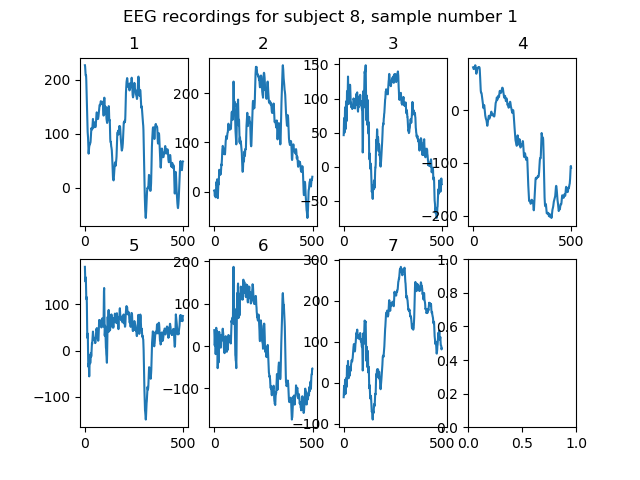 EEG recordings for subject 8, sample number 1
1 2 3 4
200 100 0
200 100 0
150 100 50 0 −50
0 −100 −200
0 500 0 500 0 500 0 500
5 6 7
100 0 −100
200 100 0 −100
300 200 100 0 −100
1.0 0.8 0.6 0.4 0.2 0.0
0 500 0 500 0 500 0.0 0.5 1.0